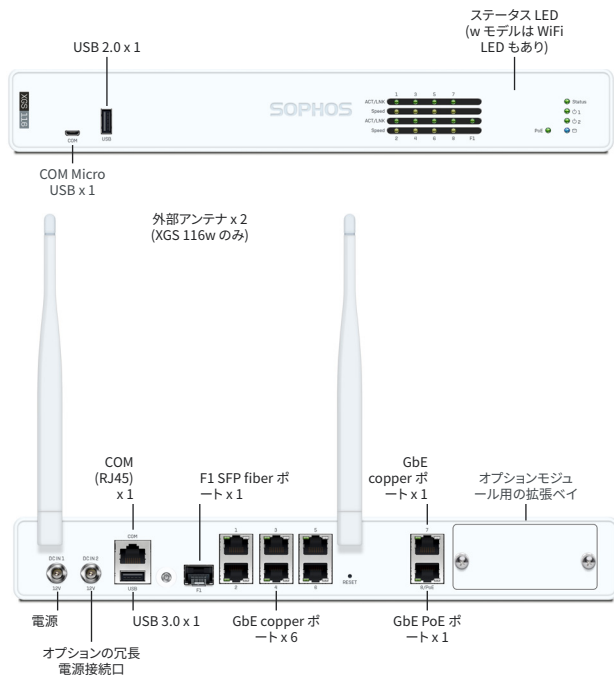 ステータス LED
(w モデルは WiFi
LED もあり)
USB 2.0 x 1
XGS 116
COM
USB
SOPHOS
1 3 5 7
ACT/LNK
Speed
ACT/LNK
Speed
2 4 6 8 F1
Status
1
2
PoE
COM Micro
USB x 1
外部アンテナ x 2
(XGS 116w のみ)
COM
(RJ45)
x 1
F1 SFP fiber ポ
ート x 1
GbE
copper ポ
ート x 1
オプションモジュ
ール用の拡張ベイ
DC IN 1
12V
DC IN 2
12V
COM
USB
F1
1 3 5
2 4 6
RESET
7
8/PoE
電源
オプションの冗長
電源接続口
USB 3.0 x 1
GbE copper ポ
ート x 6
GbE PoE ポ
ート x 1